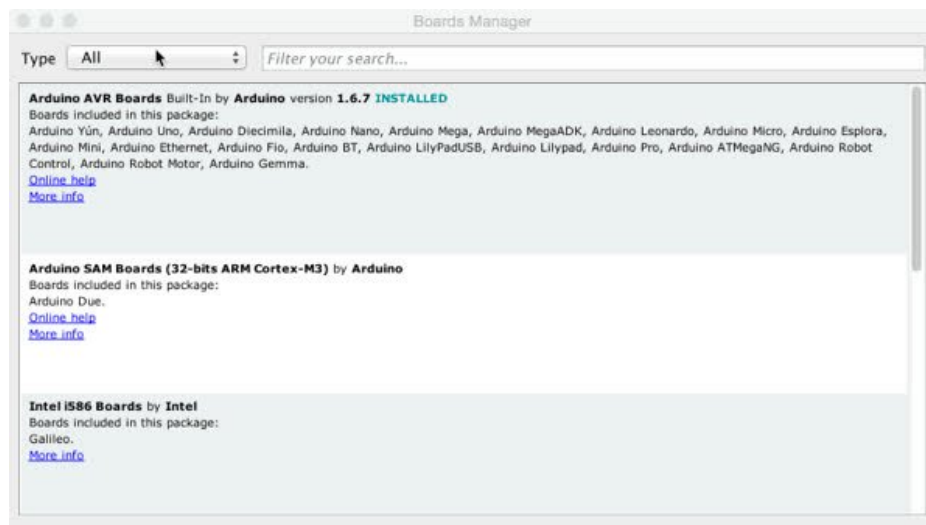 Boards Manager
Type All Filter your search...
Arduino AVR Boards Built-In by Arduino version 1.6.7 INSTALLED
Boards included in this package:
Arduino Yún, Arduino Uno, Arduino Diecimila, Arduino Nano, Arduino Mega, Arduino MegaADK, Arduino Leonardo, Arduino Micro, Arduino Esplora,
Arduino Mini, Arduino Ethernet, Arduino Fio, Arduino BT, Arduino LilyPadUSB, Arduino Lilypad, Arduino Pro, Arduino ATMegaNG, Arduino Robot
Control, Arduino Robot Motor, Arduino Gemma.
Online help
More info
Arduino SAM Boards (32-bits ARM Cortex-M3) by Arduino
Boards included in this package:
Arduino Due.
Online help
More info
Intel i586 Boards by Intel
Boards included in this package:
Galileo.
More info